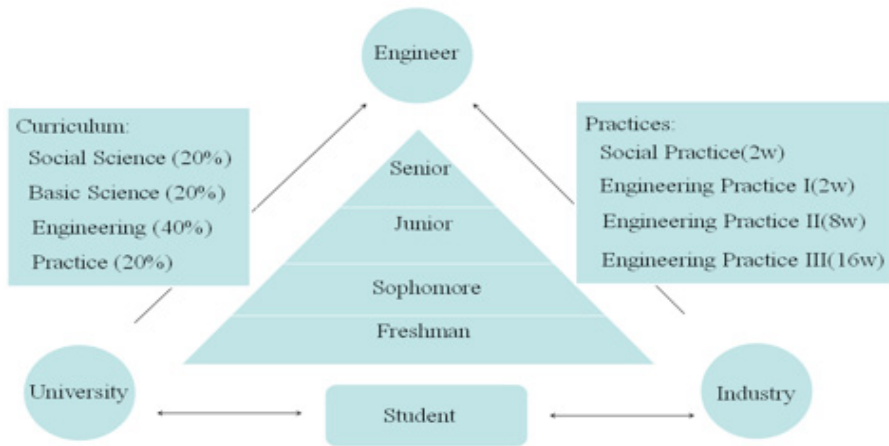 Engineer
Curriculum:
Social Science (20%)
Basic Science (20%)
Engineering (40%)
Practice (20%)
Practices:
Social Practice(2w)
Engineering Practice I(2w)
Engineering Practice II(8w)
Engineering Practice III(16w)
Senior
Junior
Sophomore
Freshman
University
Student
Industry